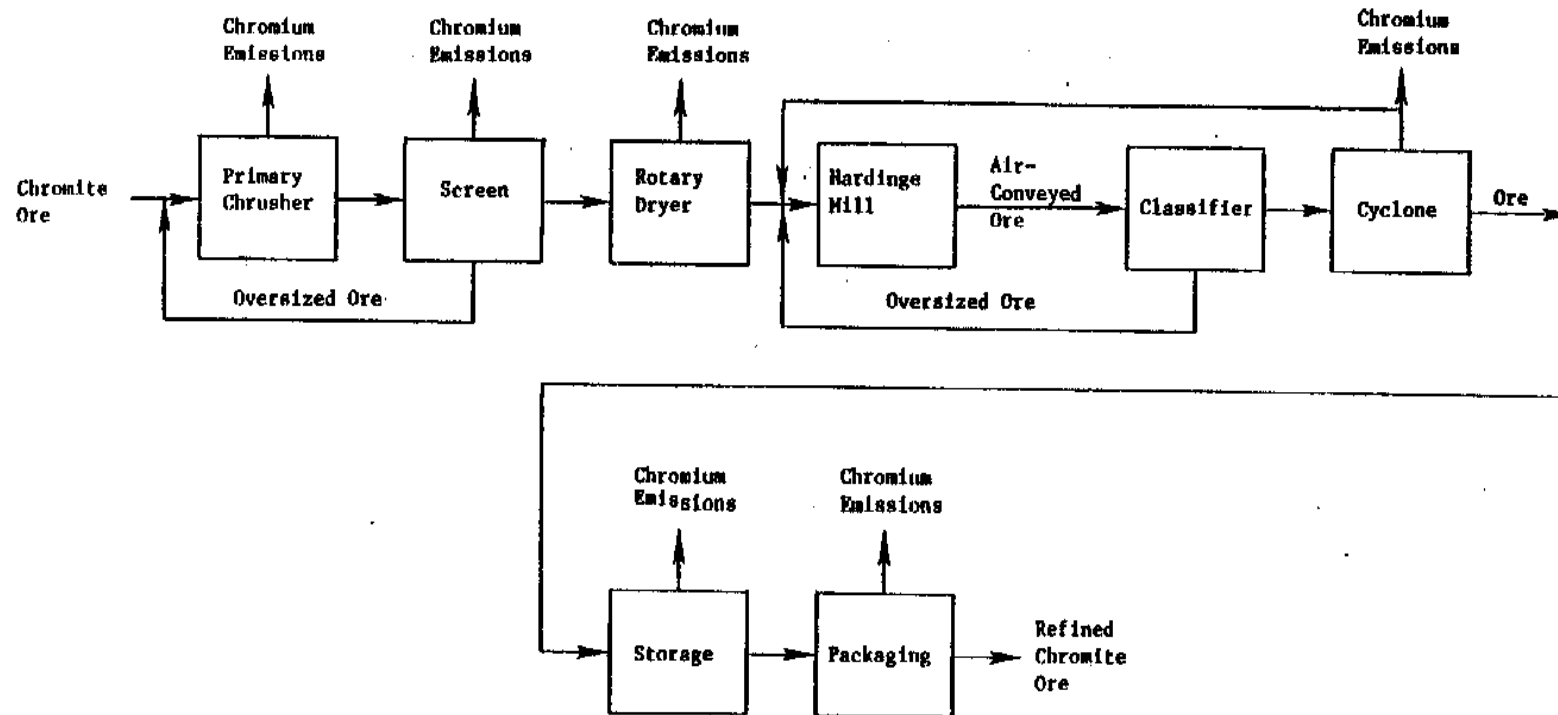 Chromium
Emissions
Chromium
Emissions
Chromium
Emissions
Chromium
Emissions
Chromite
Ore
Primary
Chrusher
Screen
Rotary
Dryer
Hardinge
Mill
Air-
Conveyed
Ore
Classifier
Cyclone
Ore
Oversized Ore
Oversized Ore
Chromium
Emissions
Chromium
Emissions
Storage
Packaging
Refined
Chromite
Ore